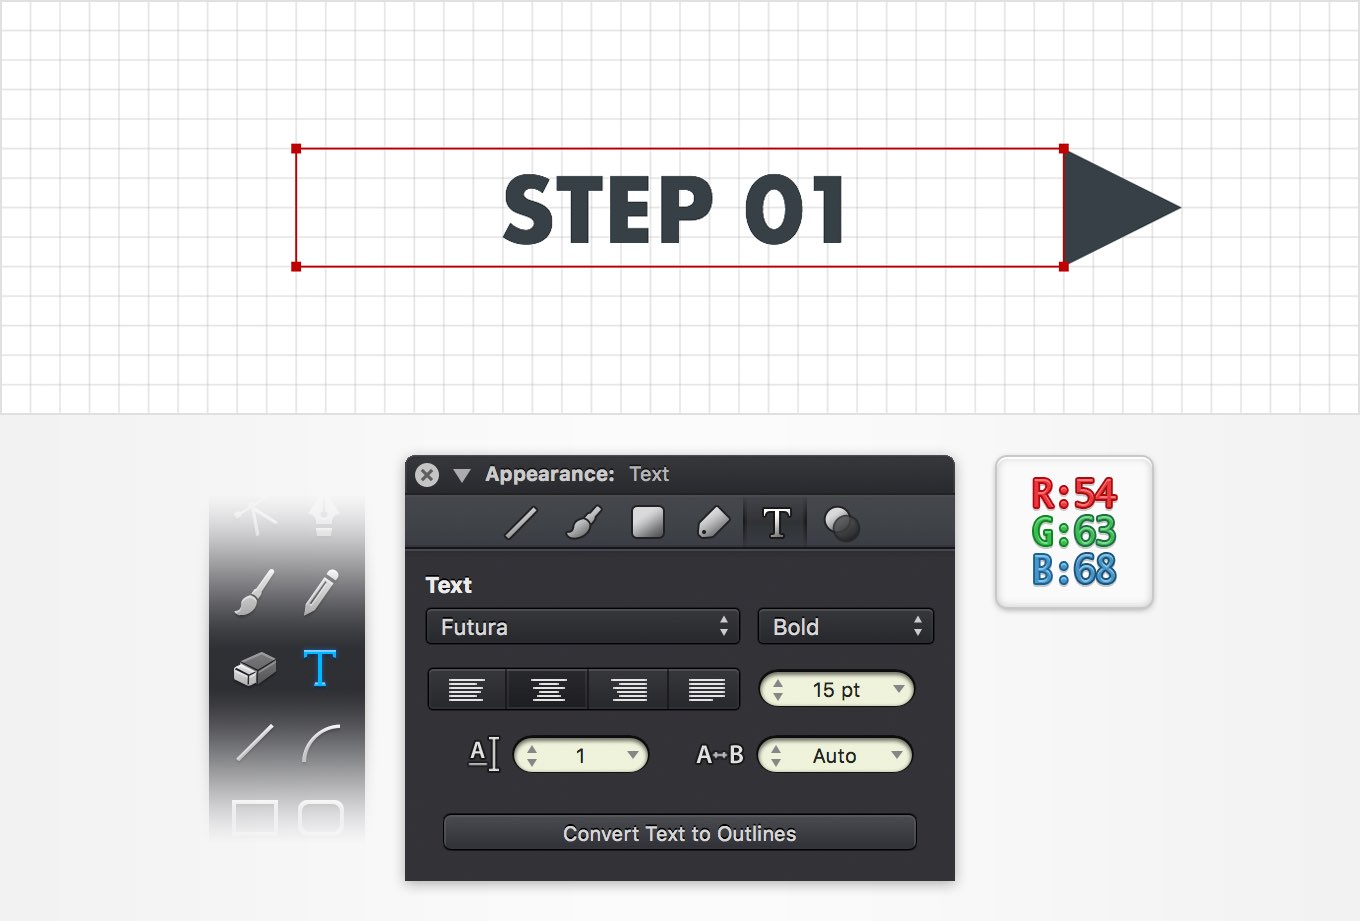 STEP 01
Appearance: Text
T
Text
Futura
Bold
T
15 pt
A
1
A↔B
Auto
Convert Text to Outlines
R:54
G:63
B:68